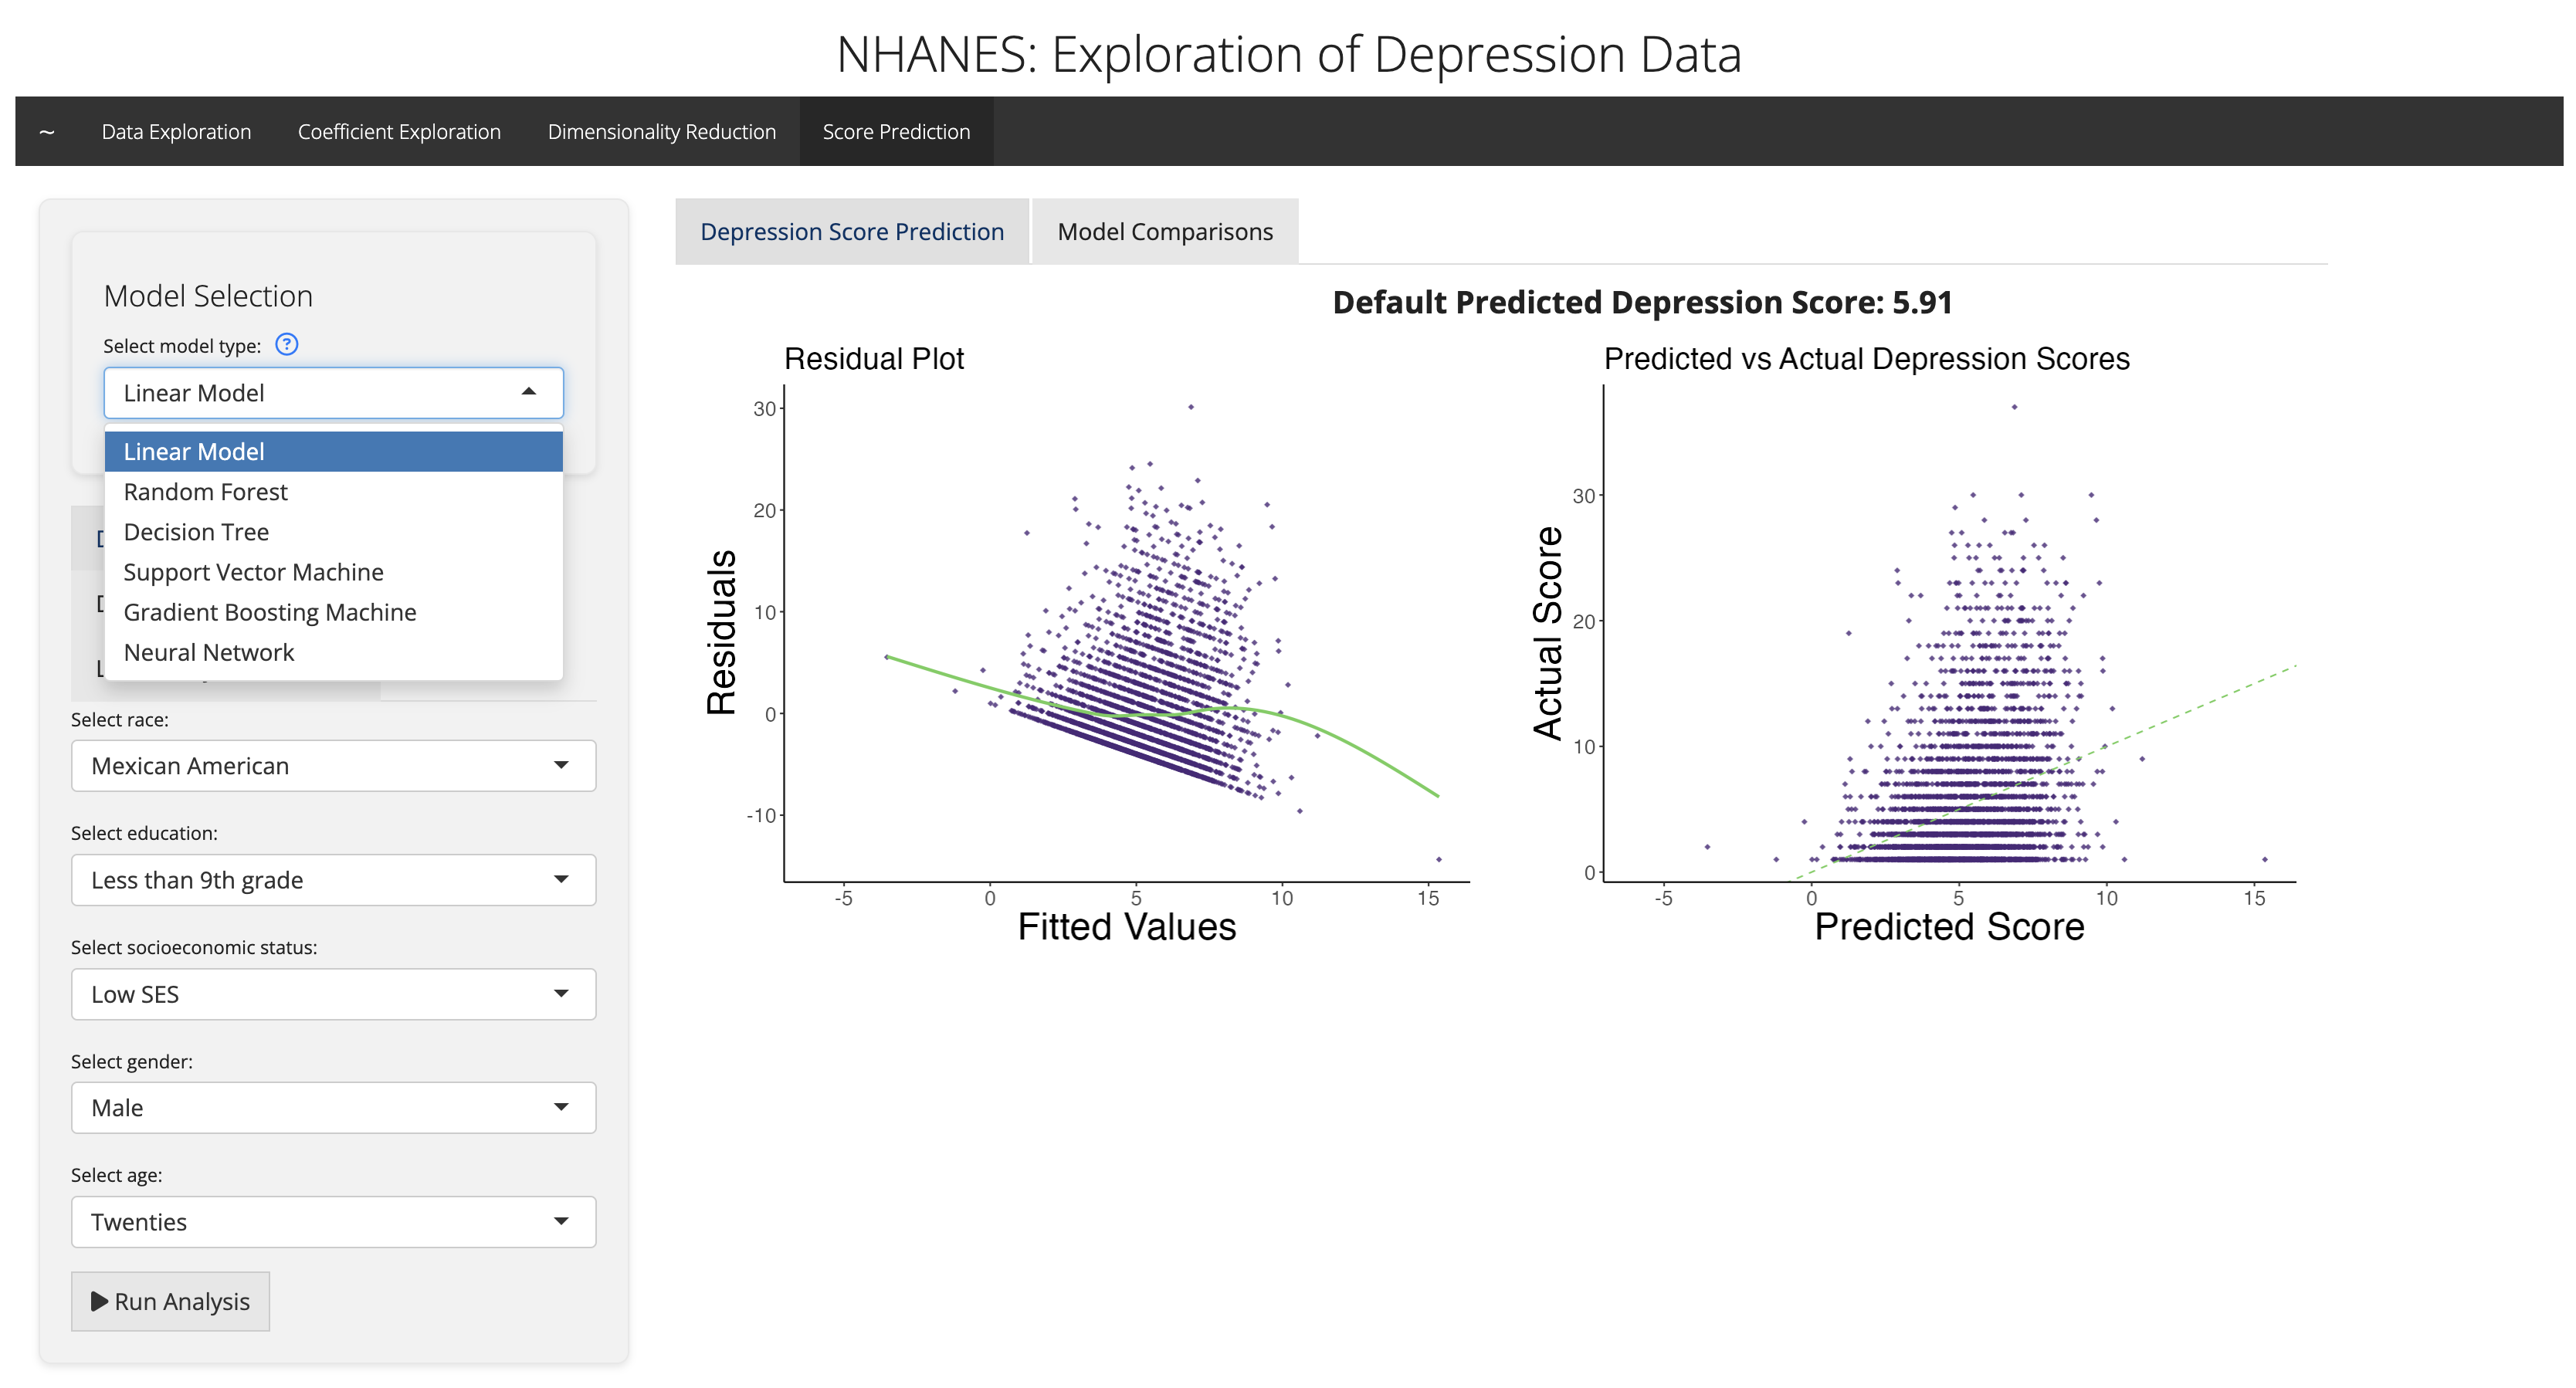 NHANES: Exploration of Depression Data
~ Data Exploration Coefficient Exploration Dimensionality Reduction Score Prediction
Model Selection
Select model type: ?
Linear Model
Linear Model
Random Forest
Decision Tree
Support Vector Machine
Gradient Boosting Machine
Neural Network
Select race:
Mexican American
Select education:
Less than 9th grade
Select socioeconomic status:
Low SES
Select gender:
Male
Select age:
Twenties
Run Analysis
Depression Score Prediction Model Comparisons
Default Predicted Depression Score: 5.91
Residual Plot
Residuals
30
20
10
0
-10
-5 0 5 10 15
Fitted Values
Predicted vs Actual Depression Scores
Actual Score
30
20
10
0
-5 0 5 10 15
Predicted Score